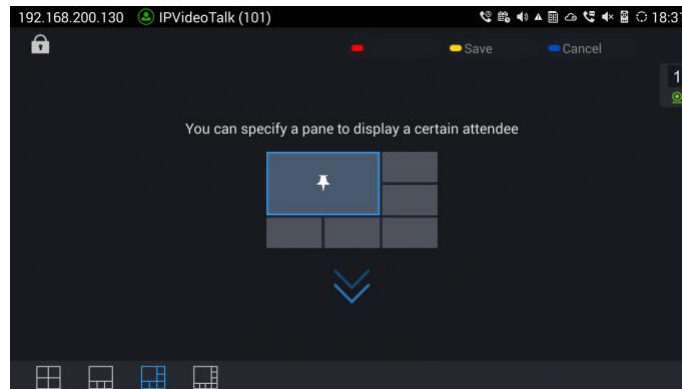 192.168.200.130 IPVideoTalk (101) 18:31
Save Cancel
1
You can specify a pane to display a certain attendee